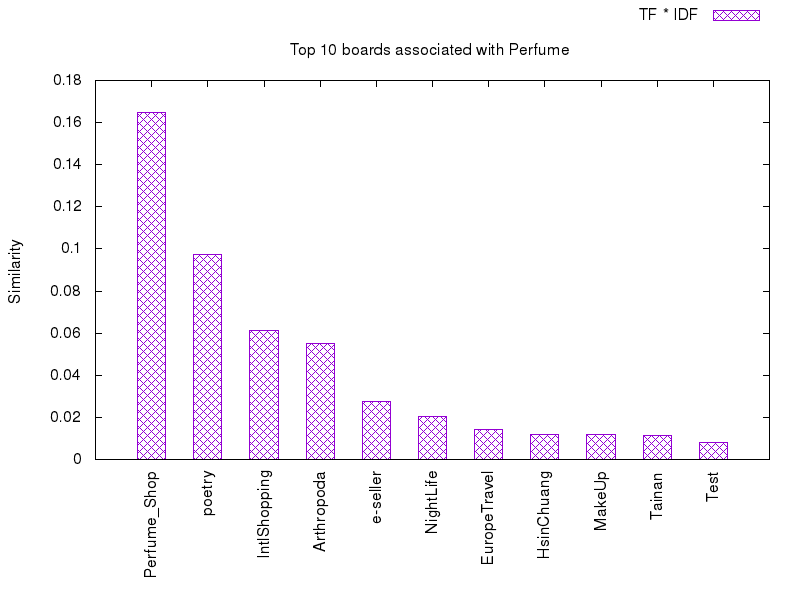 TF * IDF
Top 10 boards associated with Perfume
Similarity
0.18
0.16
0.14
0.12
0.1
0.08
0.06
0.04
0.02
0
Perfume_Shop
poetry
IntlShopping
Arthropoda
e-seller
NightLife
EuropeTravel
HsinChuang
MakeUp
Tainan
Test